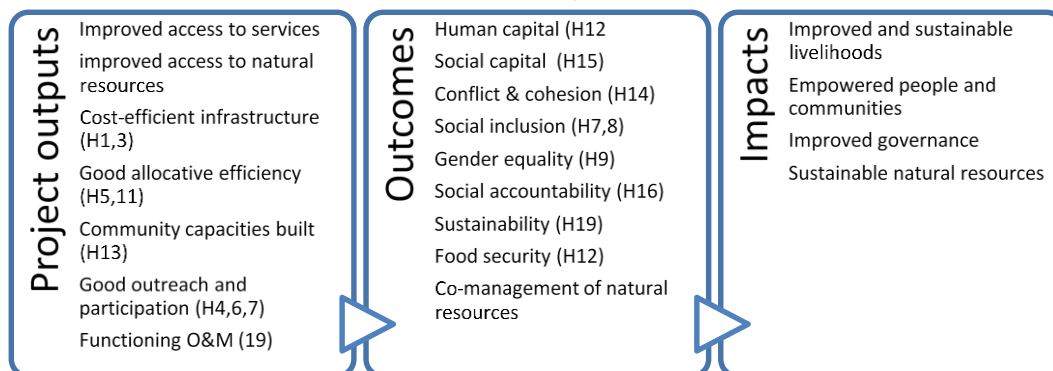 Project outputs
Improved access to services
improved access to natural
resources
Cost-efficient infrastructure
(H1,3)
Good allocative efficiency
(H5,11)
Community capacities built
(H13)
Good outreach and
participation (H4,6,7)
Functioning O&M (19)
Outcomes
Human capital (H12
Social capital (H15)
Conflict & cohesion (H14)
Social inclusion (H7,8)
Gender equality (H9)
Social accountability (H16)
Sustainability (H19)
Food security (H12)
Co-management of natural
resources
Impacts
Improved and sustainable
livelihoods
Empowered people and
communities
Improved governance
Sustainable natural resources